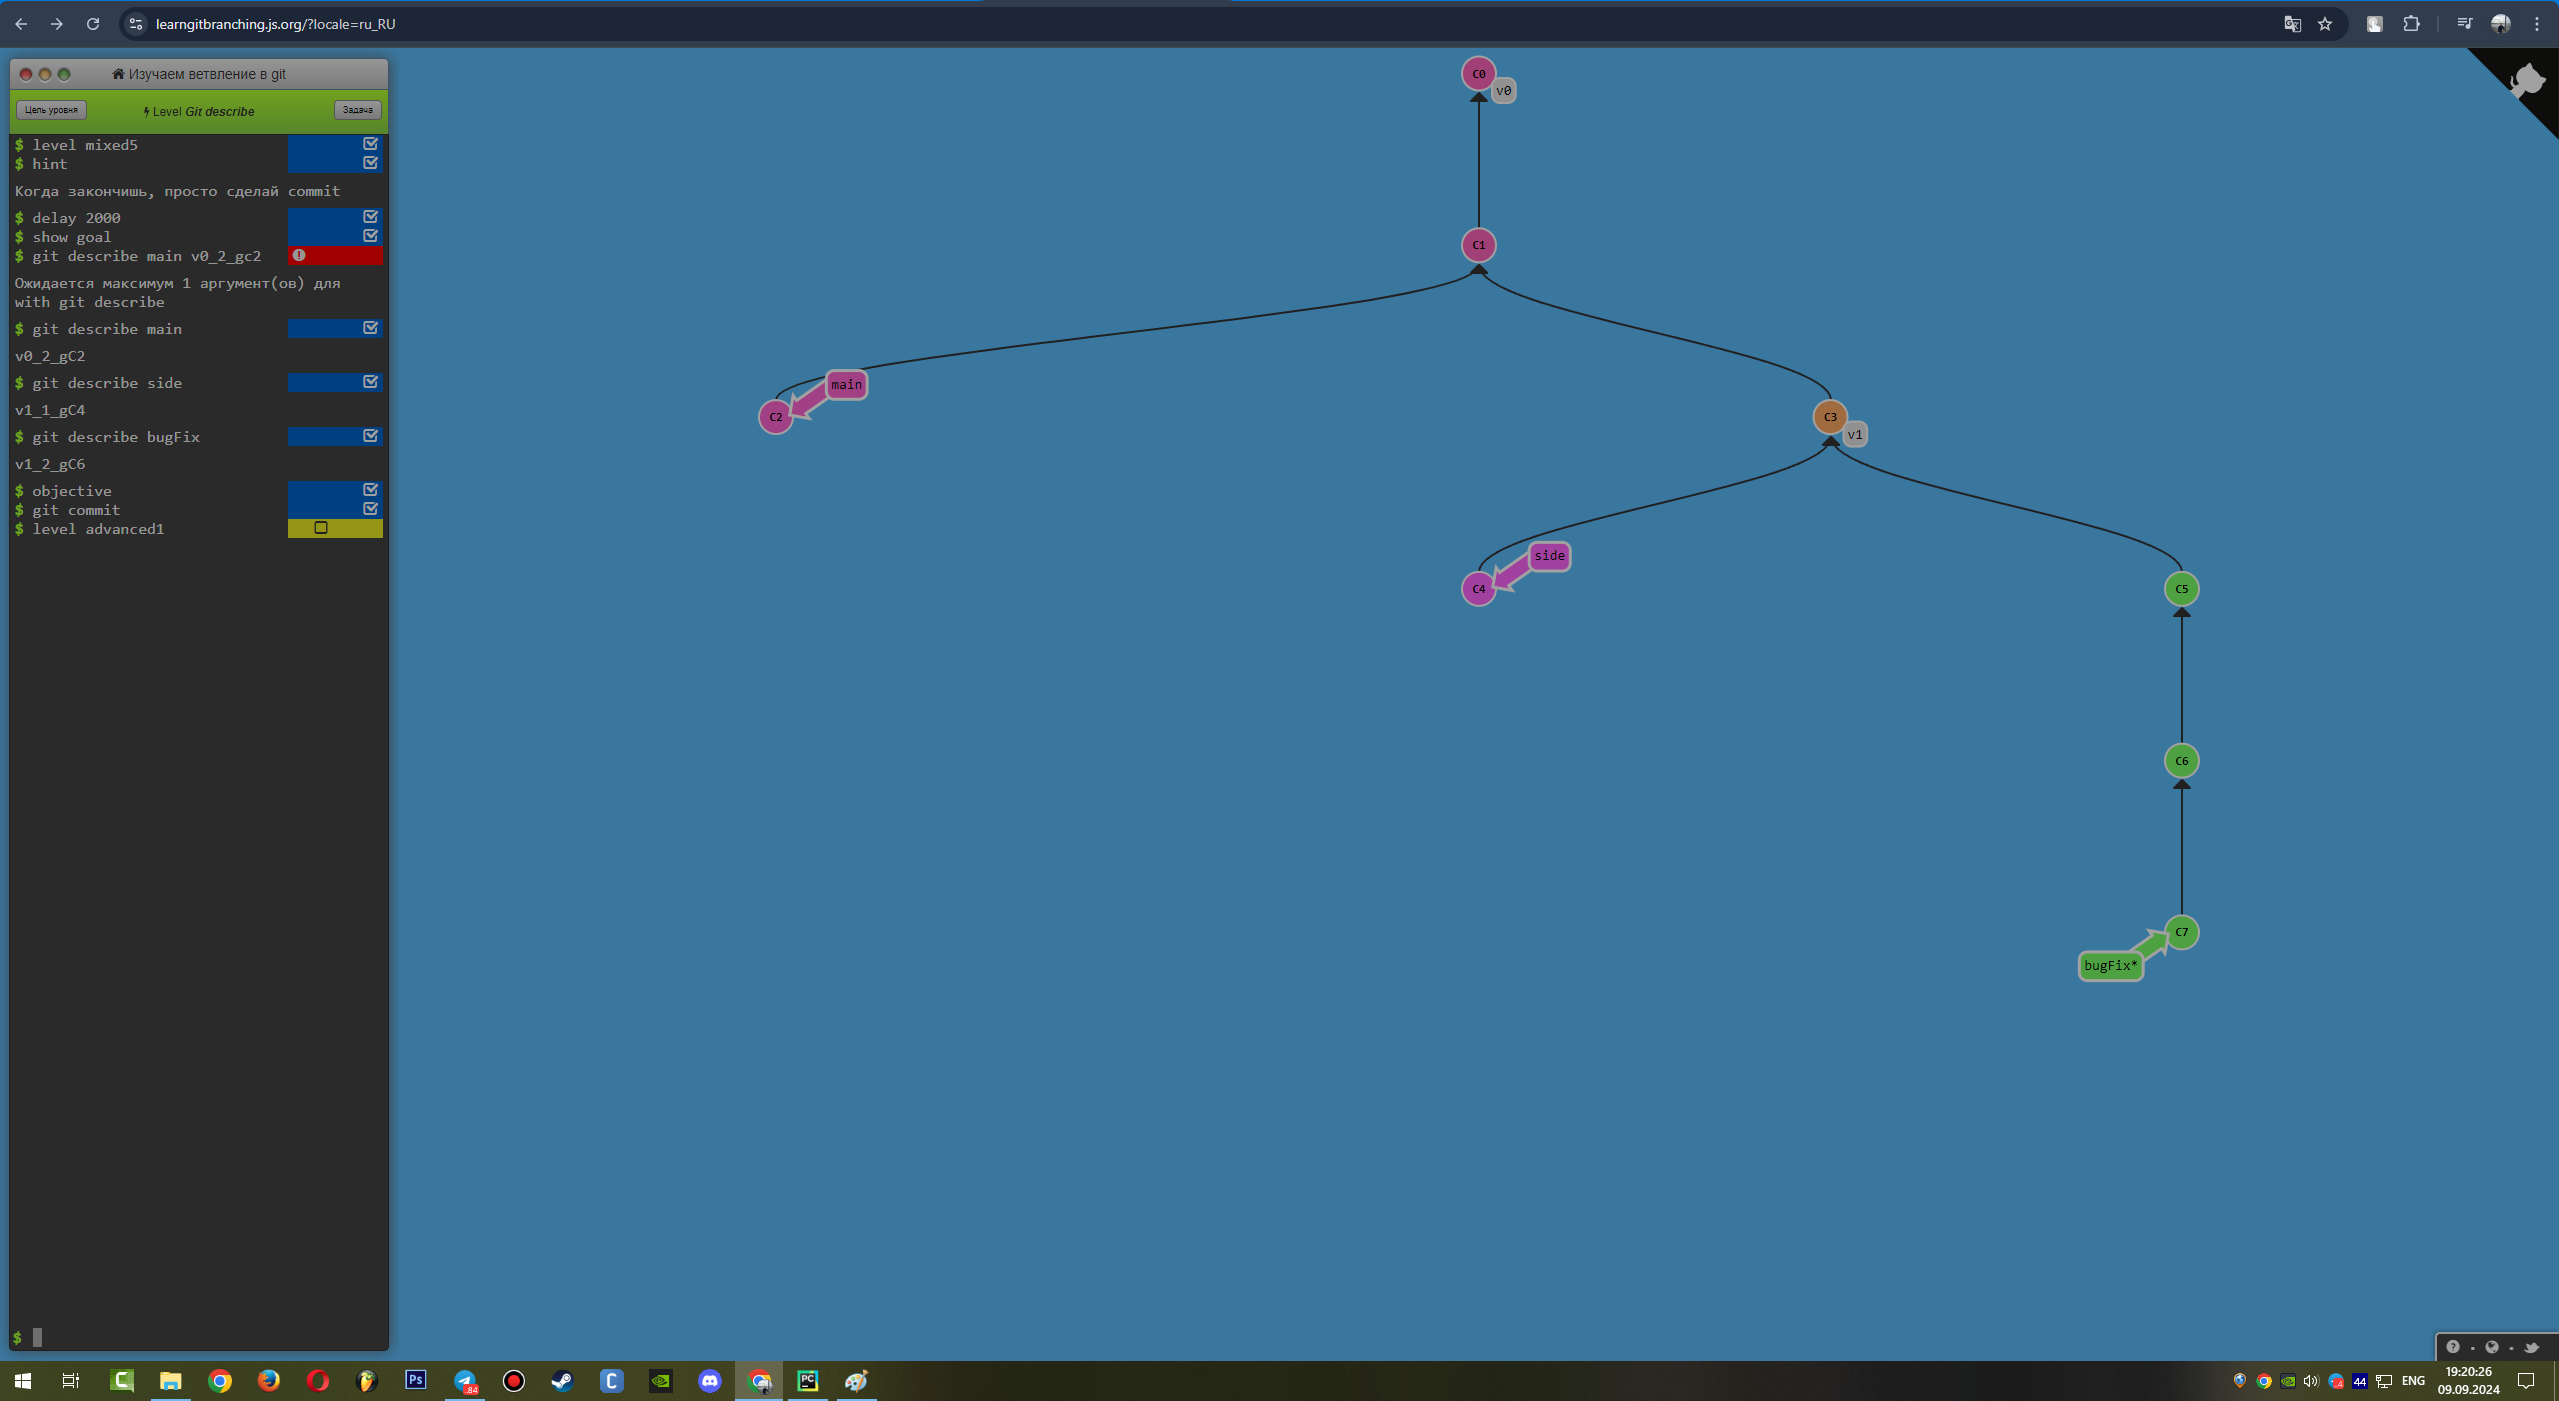 learngitbranching.js.org/?locale=ru_RU
Изучаем ветвление в git
Цель уровня
Level Git describe
Задача
$ level mixed5
$ hint
Когда закончишь, просто сделай commit
$ delay 2000
$ show goal
$ git describe main v0_2_gc2
Ожидается максимум 1 аргумент(ов) для
with git describe
$ git describe main
v0_2_gC2
$ git describe side
v1_1_gC4
$ git describe bugFix
v1_2_gC6
$ objective
$ git commit
$ level advanced1
$
C0
v0
C1
main
C2
C3
v1
side
C4
C5
C6
C7
bugFix*
Ps
84
C
PC
44
ENG
19:20:26
09.09.2024